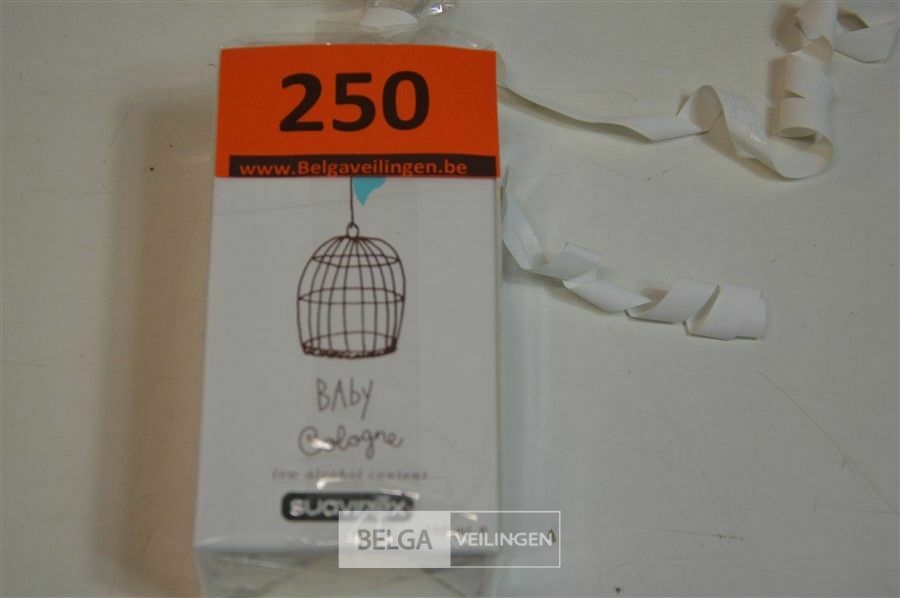 250
www.Belgaveilingen.be
BAby
Cologne
low alcohol content
suavinex
BELGA VEILINGEN